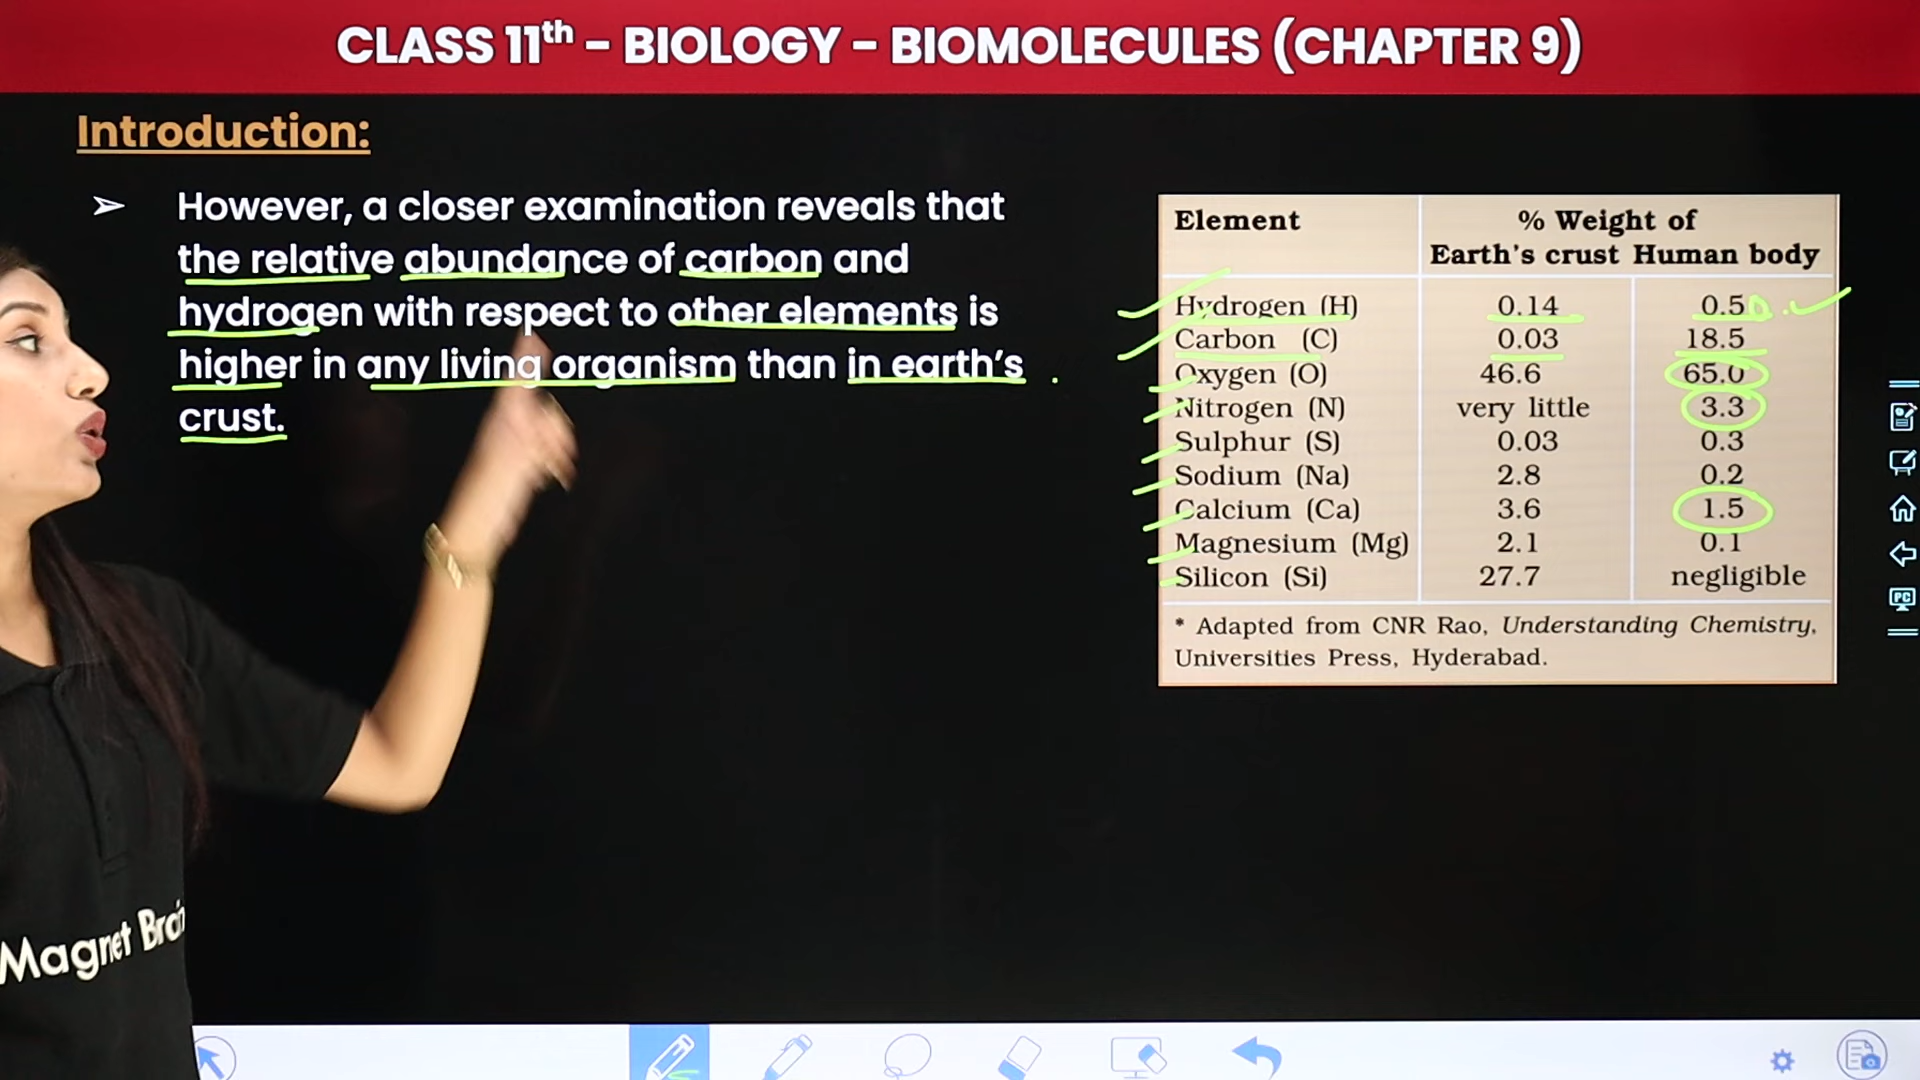 CLASS 11th – BIOLOGY – BIOMOLECULES (CHAPTER 9)
Introduction:
➢ However, a closer examination reveals that
the relative abundance of carbon and
hydrogen with respect to other elements is
higher in any living organism than in earth's
crust.
Element % Weight of
Earth's crust Human body
Hydrogen (H) 0.14 0.5
Carbon (C) 0.03 18.5
Oxygen (O) 46.6 65.0
Nitrogen (N) very little 3.3
Sulphur (S) 0.03 0.3
Sodium (Na) 2.8 0.2
Calcium (Ca) 3.6 1.5
Magnesium (Mg) 2.1 0.1
Silicon (Si) 27.7 negligible
* Adapted from CNR Rao, Understanding Chemistry,
Universities Press, Hyderabad.
Magnet Brain
PC